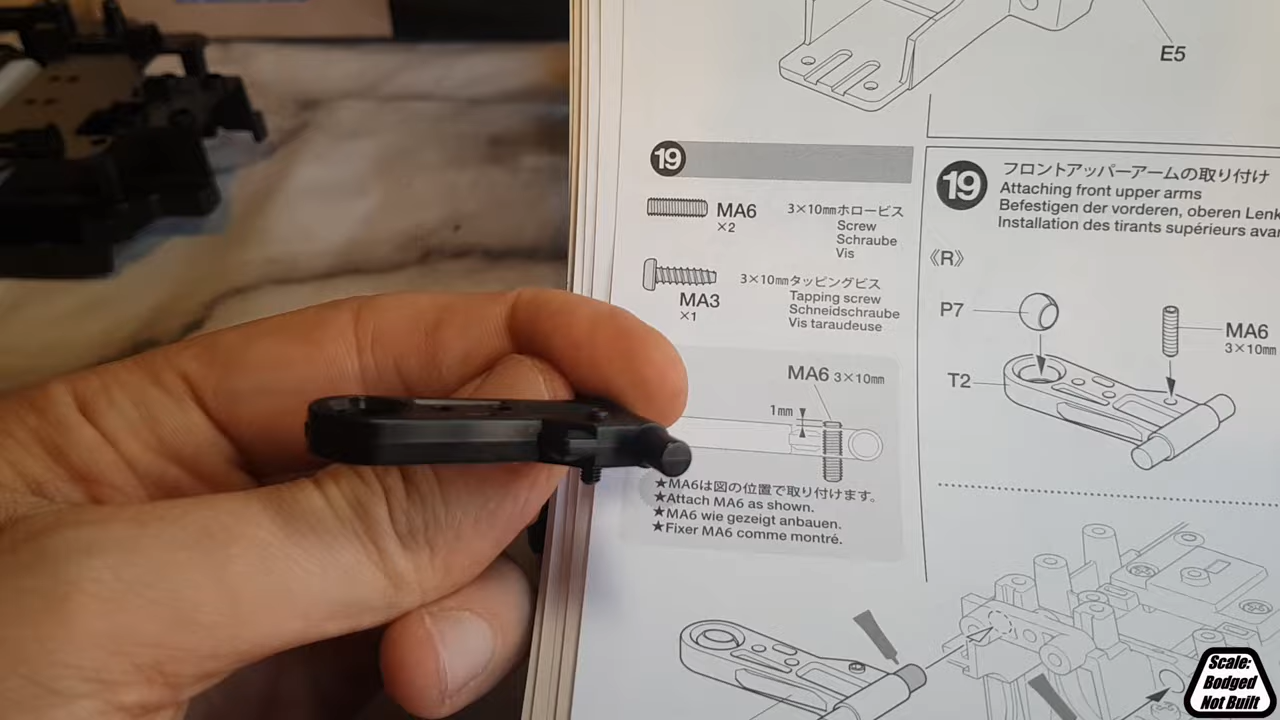 E5
19
MA6
×2
3×10mmホロービス
Screw
Schraube
Vis
MA3
×1
3×10mmタッピングビス
Tapping screw
Schneidschraube
Vis taraudeuse
MA6 3×10mm
1mm
★MA6は図の位置で取り付けます。
★Attach MA6 as shown.
★MA6 wie gezeigt anbauen.
★Fixer MA6 comme montré.
19
フロントアッパーアームの取り付け
Attaching front upper arms
Befestigen der vorderen, oberen Lenk
Installation des tirants supérieurs avan
《R》
P7
MA6
3×10mm
T2
Scale:
Bodged
Not Built